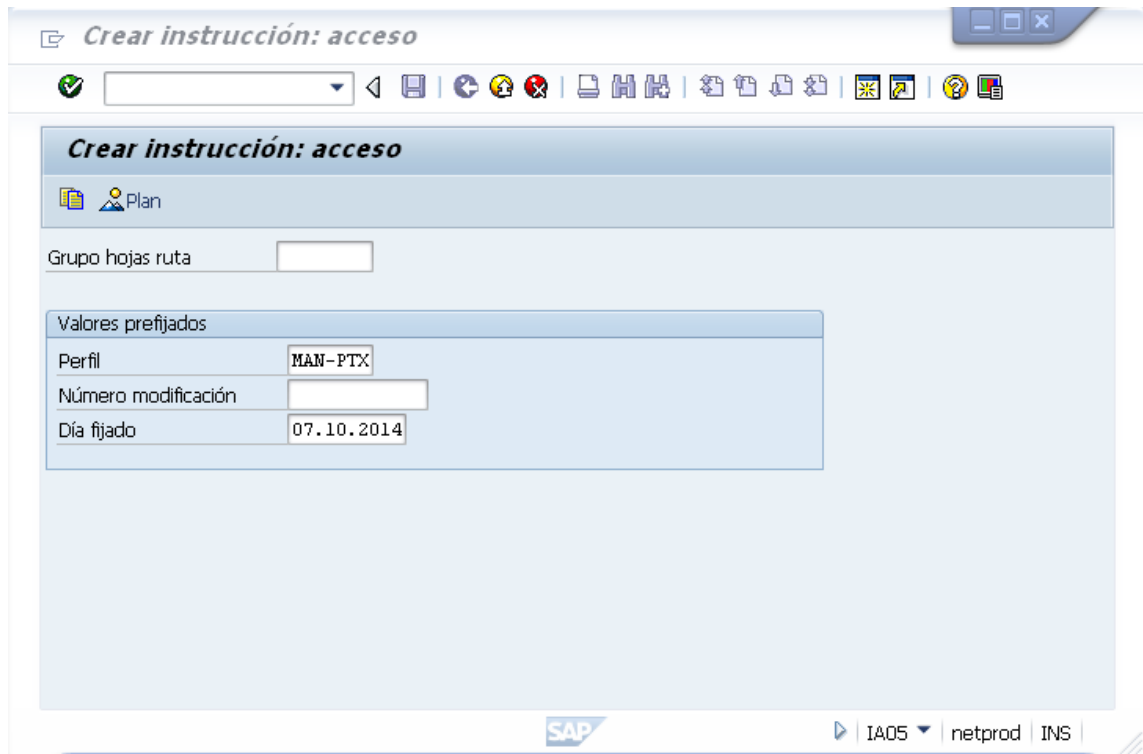 Crear instrucción: acceso
Crear instrucción: acceso
Plan
Grupo hojas ruta
Valores prefijados
Perfil MAN-PTX
Número modificación
Día fijado 07.10.2014
SAP IA05 netprod INS